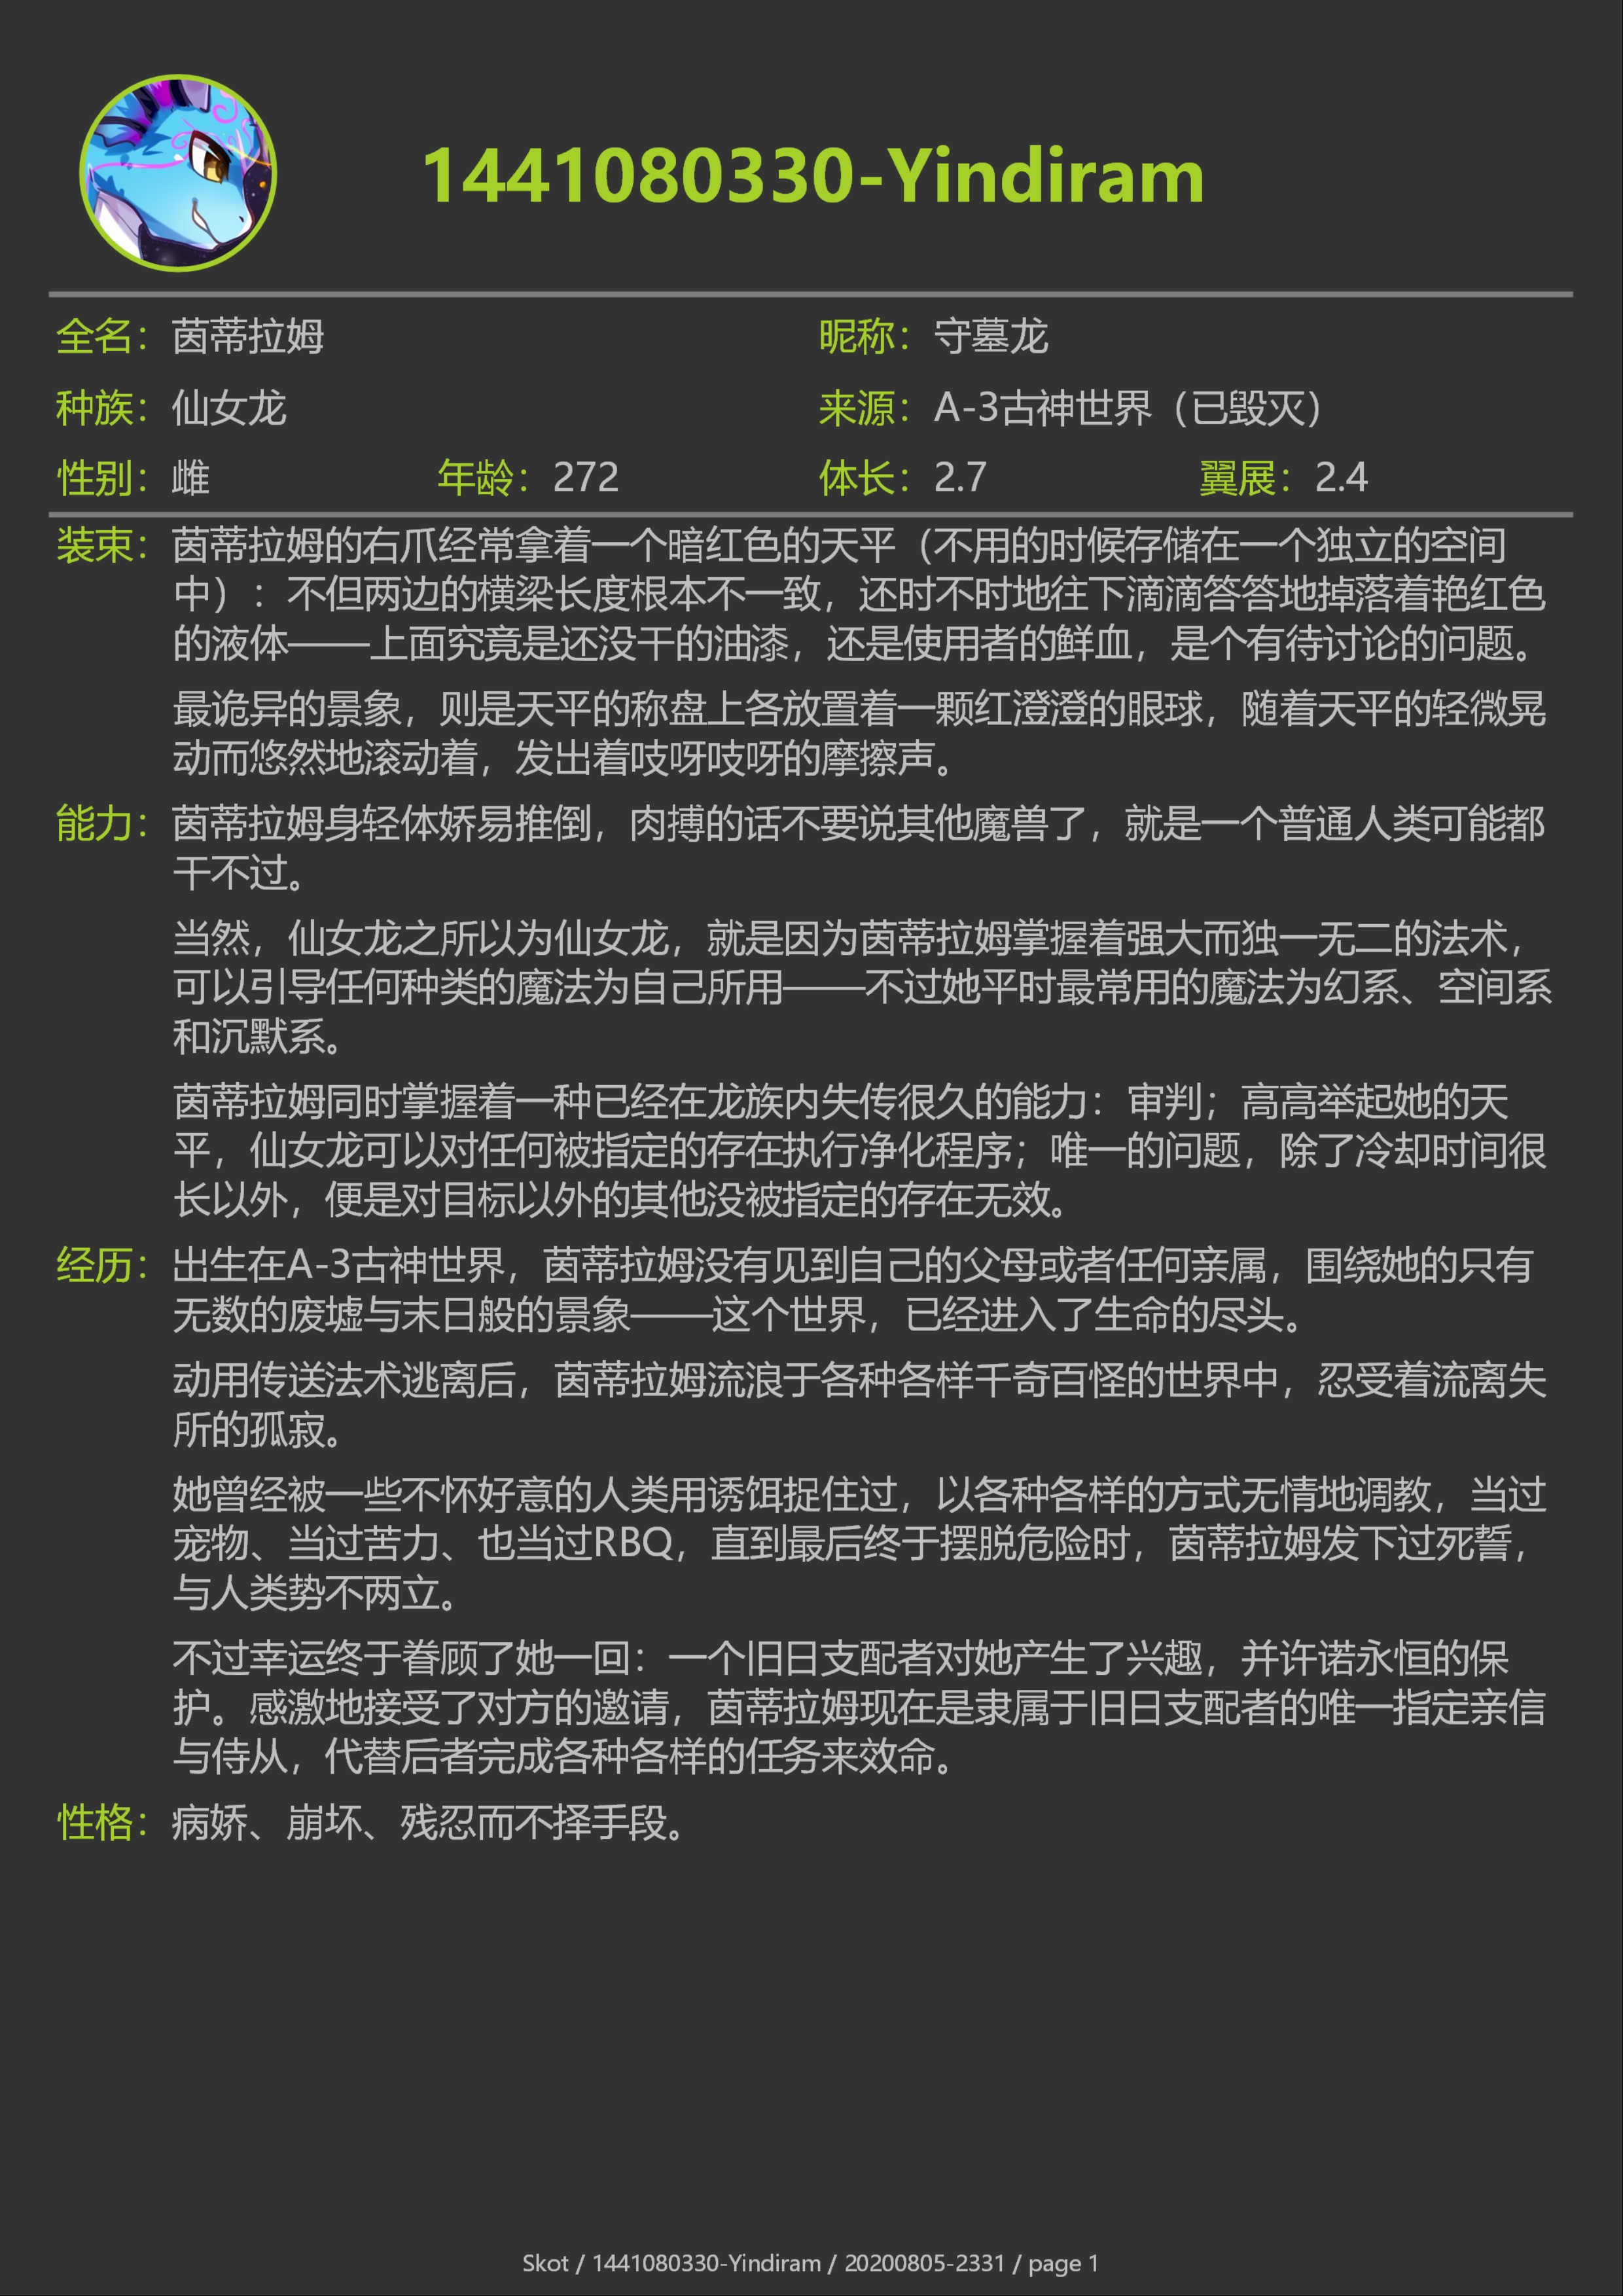 1441080330-Yindiram
全名：茵蒂拉姆 昵称：守墓龙
种族：仙女龙 来源：A-3古神世界（已毁灭）
性别：雌 年龄：272 体长：2.7 翼展：2.4
装束：茵蒂拉姆的右爪经常拿着一个暗红色的天平（不用的时候存储在一个独立的空间
中）：不但两边的横梁长度根本不一致，还时不时地往下滴滴答答地掉落着艳红色
的液体——上面究竟是还没干的油漆，还是使用者的鲜血，是个有待讨论的问题。
最诡异的景象，则是天平的称盘上各放置着一颗红澄澄的眼球，随着天平的轻微晃
动而悠然地滚动着，发出着吱呀吱呀的摩擦声。
能力：茵蒂拉姆身轻体娇易推倒，肉搏的话不要说其他魔兽了，就是一个普通人类可能都
干不过。
当然，仙女龙之所以为仙女龙，就是因为茵蒂拉姆掌握着强大而独一无二的法术，
可以引导任何种类的魔法为自己所用——不过她平时最常用的魔法为幻系、空间系
和沉默系。
茵蒂拉姆同时掌握着一种已经在龙族内失传很久的能力：审判；高高举起她的天
平，仙女龙可以对任何被指定的存在执行净化程序；唯一的问题，除了冷却时间很
长以外，便是对目标以外的其他没被指定的存在无效。
经历：出生在A-3古神世界，茵蒂拉姆没有见到自己的父母或者任何亲属，围绕她的只有
无数的废墟与末日般的景象——这个世界，已经进入了生命的尽头。
动用传送法术逃离后，茵蒂拉姆流浪于各种各样千奇百怪的世界中，忍受着流离失
所的孤寂。
她曾经被一些不怀好意的人类用诱饵捉住过，以各种各样的方式无情地调教，当过
宠物、当过苦力、也当过RBQ，直到最后终于摆脱危险时，茵蒂拉姆发下过死誓，
与人类势不两立。
不过幸运终于眷顾了她一回：一个旧日支配者对她产生了兴趣，并许诺永恒的保
护。感激地接受了对方的邀请，茵蒂拉姆现在是隶属于旧日支配者的唯一指定亲信
与侍从，代替后者完成各种各样的任务来效命。
性格：病娇、崩坏、残忍而不择手段。
Skot / 1441080330-Yindiram / 20200805-2331 / page 1